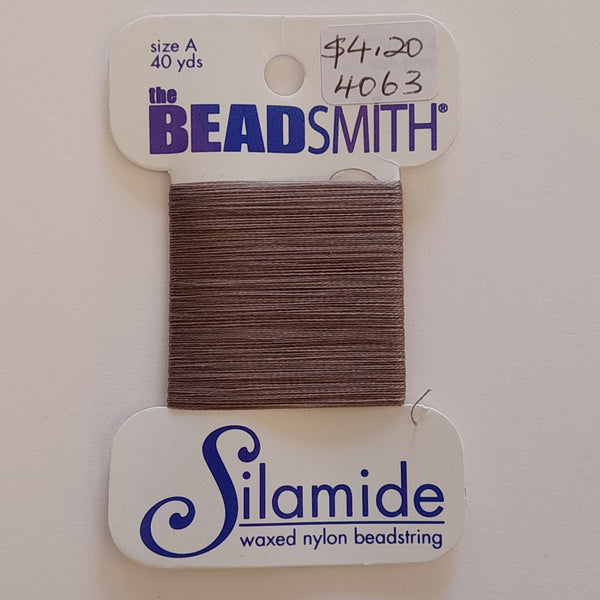 size A
40 yds
$4.20
4063
the
BEADSMITH®
Silamide
waxed nylon beadstring